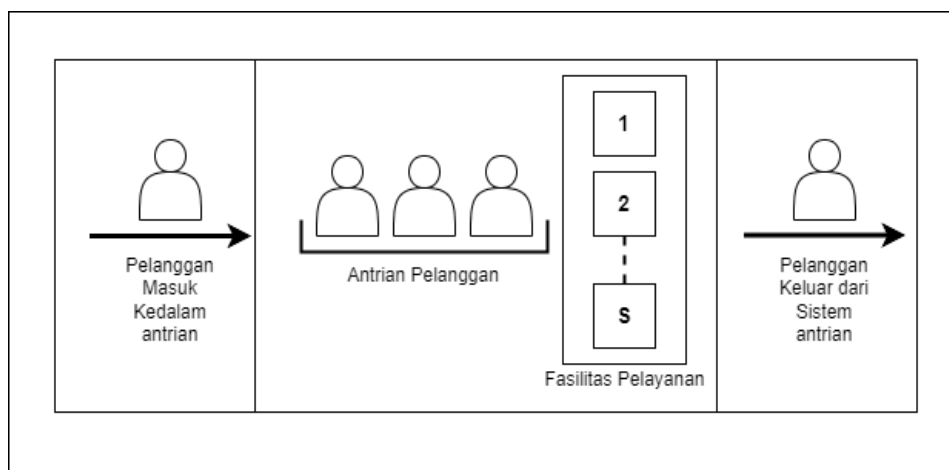 Pelanggan
Masuk
Kedalam
antrian
Antrian Pelanggan
1
2
S
Fasilitas Pelayanan
Pelanggan
Keluar dari
Sistem
antrian